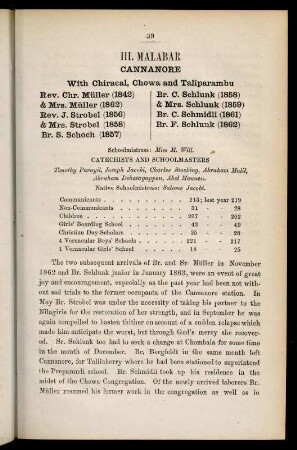 39
III. MALABAR
CANNANORE
With Chiracal, Chowa and Taliparambu
Rev. Chr. Müller (1842)
& Mrs. Müller (1862)
Rev. J. Strobel (1856)
& Mrs. Strobel (1858)
Br. S. Schoch (1857)
Br. C. Schlunk (1858)
& Mrs. Schlunk (1859)
Br. C. Schmidli (1861)
Br. F. Schlunk (1862)
Schoolmistress: Miss M. Will.
CATECHISTS AND SCHOOLMASTERS
Timothy Parayil, Joseph Jacobi, Charles Stocking, Abraham Mulil,
Abraham Abel
Native Schoolmistress: Salome Jacobi.
Communicants . . . . . . . 213; last year 219
Non-Communicants . . . . . . 31 - 28
Children . . . . . . . . 207 - 202
Girls' Boarding School . . . . . 43 - 49
Christian Day-Scholars . . . . . 26 - 28
4 Vernacular Boys' Schools . . . . 121 - 117
1 Vernacular Girls' School . . . . 18 - 25
The two subsequent arrivals of Br. and Sr. Müller in November
1862 and Br. Schlunk junior in January 1863, were an event of great
joy and encouragement, especially as the past year had been not with-
out sad trials to the former occupants of the Cannanore station. In
May Br. Strobel was under the necessity of taking his partner to the
Nilagiris for the restoration of her strength, and in September he was
again compelled to hasten thither on account of a sudden relapse which
made him anticipate the worst, but through God's mercy she recover-
ed. Sr. Schlunk too had to seek a change at Chombala for some time
in the month of December. Br. Bergfeldt in the same month left
Cannanore, for Tellicherry where he had been stationed to superintend
the Preparandi school. Br. Schmidli took up his residence in the
midst of the Chowa Congregation. Of the newly arrived laborers Br.
Müller resumed his former work in the congregation as well as in